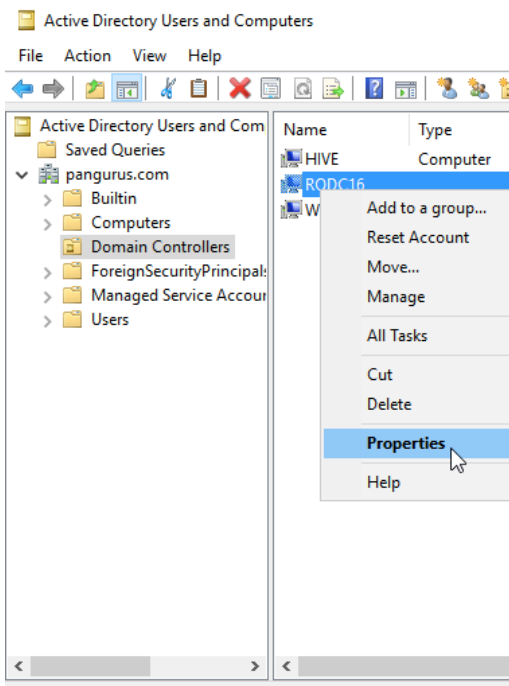 Active Directory Users and Computers
File Action View Help
Active Directory Users and Com
Saved Queries
pangurus.com
Builtin
Computers
Domain Controllers
ForeignSecurityPrincipals
Managed Service Accour
Users
Name Type
HIVE Computer
RODC16
W
Add to a group...
Reset Account
Move...
Manage
All Tasks
Cut
Delete
Properties
Help